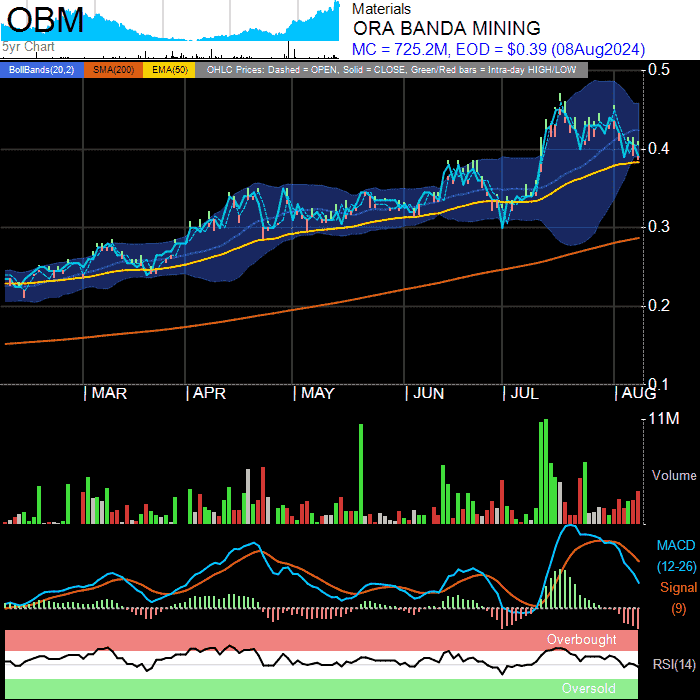 OBM
5yr Chart
Materials
ORA BANDA MINING
MC = 725.2M, EOD = $0.39 (08Aug2024)
BollBands(20,2) SMA(200) EMA(50) OHLC Prices: Dashed = OPEN, Solid = CLOSE, Green/Red bars = Intra-day HIGH/LOW
0.5
0.4
0.3
0.2
0.1
| MAR | APR | MAY | JUN | JUL | AUG
11M
Volume
MACD
(12-26)
Signal
(9)
Overbought
RSI(14)
Oversold